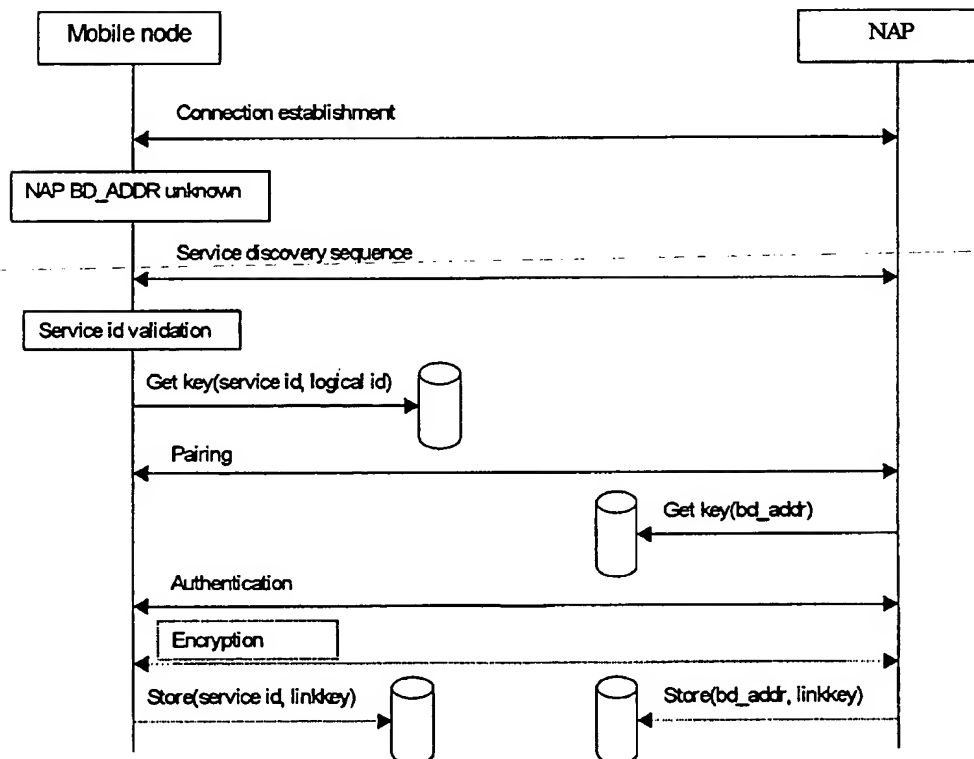 Mobile node
NAP
Connection establishment
NAP BD_ADDR unknown
Service discovery sequence
Service id validation
Get key(service id, logical id)
Pairing
Get key(bd_addr)
Authentication
Encryption
Store(service id, linkkey)
Store(bd_addr, linkkey)